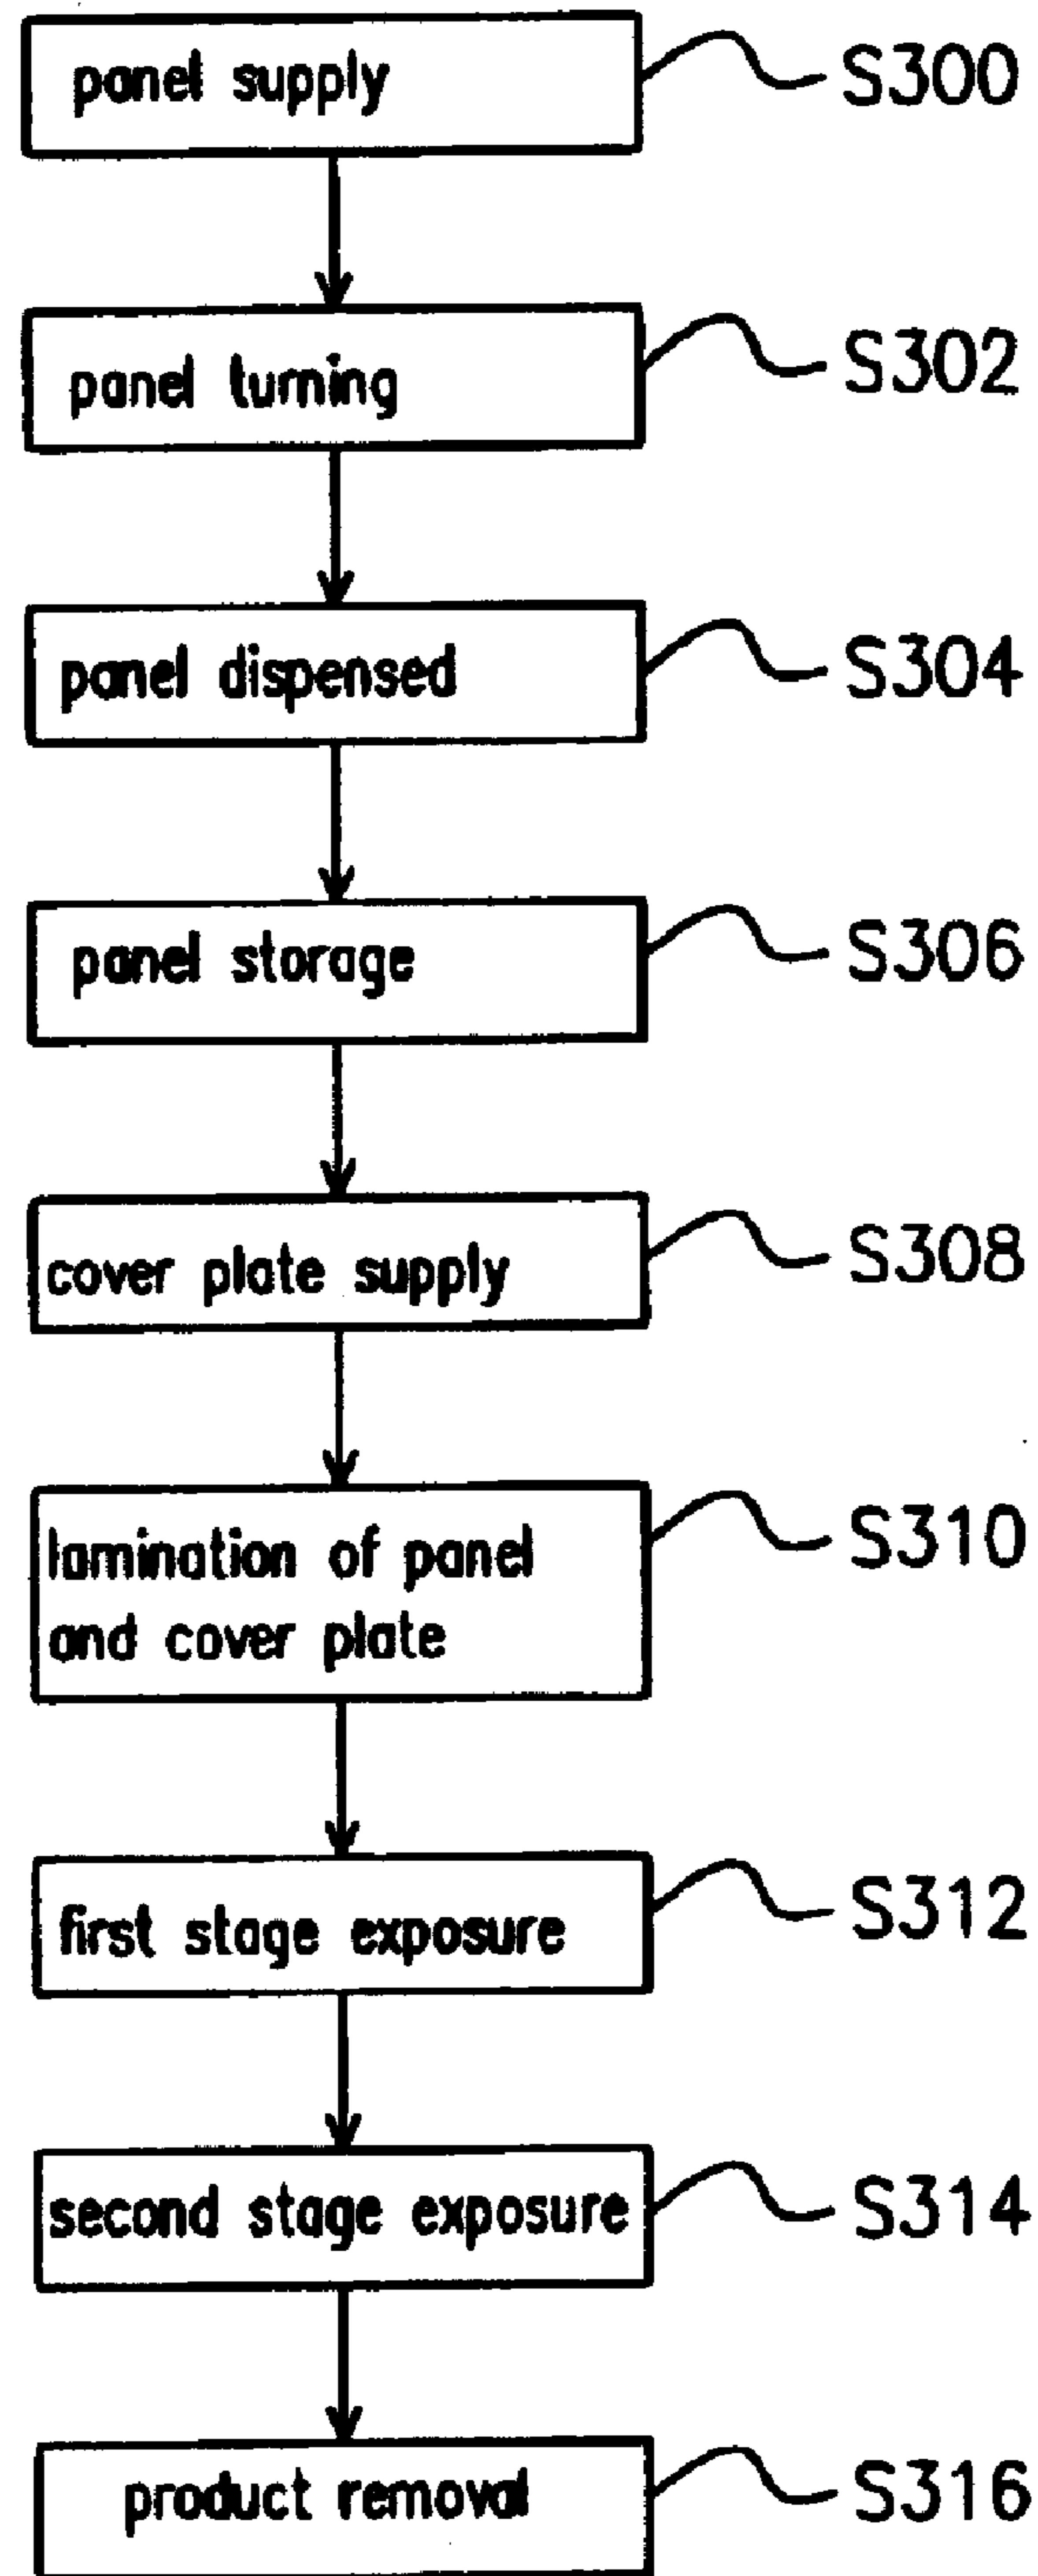 panel supply S300
panel turning S302
panel dispensed S304
panel storage S306
cover plate supply S308
lamination of panel
and cover plate S310
first stage exposure S312
second stage exposure S314
product removal S316